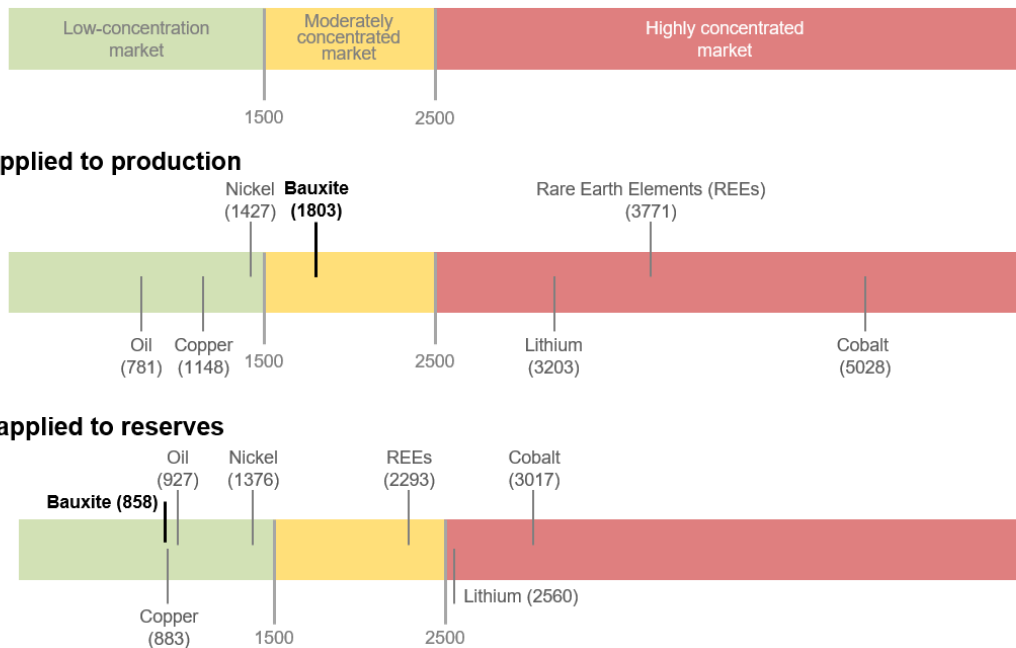 Low-concentration
market
Moderately
concentrated
market
Highly concentrated
market
1500
2500
pplied to production
Nickel
(1427)
Bauxite
(1803)
Rare Earth Elements (REEs)
(3771)
Oil
(781)
Copper
(1148)
1500
2500
Lithium
(3203)
Cobalt
(5028)
applied to reserves
Oil
(927)
Nickel
(1376)
REEs
(2293)
Cobalt
(3017)
Bauxite (858)
Copper
(883)
1500
2500
Lithium (2560)